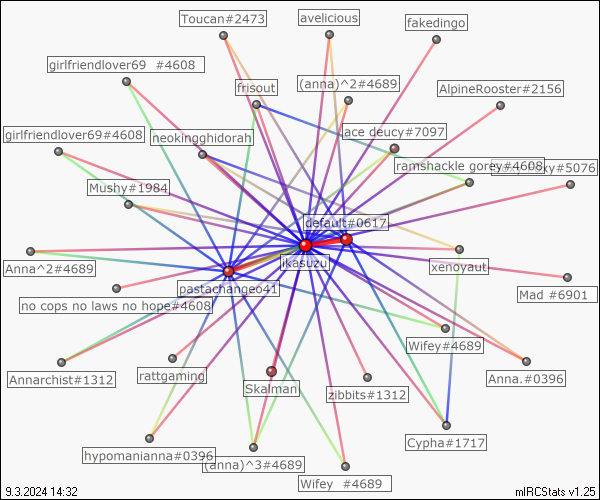 Toucan#2473
avelicious
fakedingo
girlfriendlover69 #4608
frisout
(anna)^2#4689
AlpineRooster#2156
girlfriendlover69#4608
neokingghidorah
ace deucy#7097
ramshackle gorey#4608
#5076
Mushy#1984
default#0617
ikasuzu
xenoyaut
Anna^2#4689
pastachange41
no cops no laws no hope#4608
Mad #6901
Wifey#4689
Annarchist#1312
rattgaming
Skalman
zibbits#1312
Anna.#0396
Cypha#1717
hypomanianna#0396
(anna)^3#4689
Wifey #4689
9.3.2024 14:32
mIRCStats v1.25